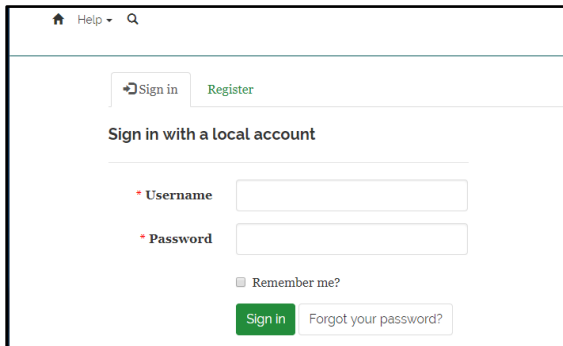 Help
Sign in Register
Sign in with a local account
* Username
* Password
Remember me?
Sign in Forgot your password?